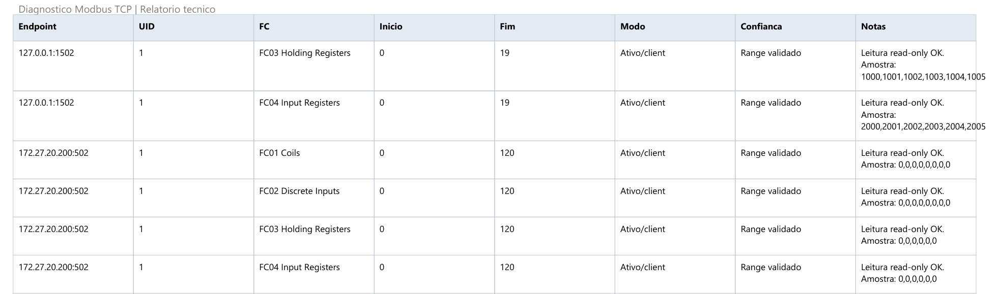 Diagnostico Modbus TCP | Relatorio tecnico
Endpoint UID FC Inicio Fim Modo Confianca Notas
127.0.0.1:1502 1 FC03 Holding Registers 0 19 Ativo/client Range validado Leitura read-only OK.
Amostra:
1000,1001,1002,1003,1004,1005
127.0.0.1:1502 1 FC04 Input Registers 0 19 Ativo/client Range validado Leitura read-only OK.
Amostra:
2000,2001,2002,2003,2004,2005
172.27.20.200:502 1 FC01 Coils 0 120 Ativo/client Range validado Leitura read-only OK.
Amostra: 0,0,0,0,0,0,0,0
172.27.20.200:502 1 FC02 Discrete Inputs 0 120 Ativo/client Range validado Leitura read-only OK.
Amostra: 0,0,0,0,0,0,0,0
172.27.20.200:502 1 FC03 Holding Registers 0 120 Ativo/client Range validado Leitura read-only OK.
Amostra: 0,0,0,0,0,0
172.27.20.200:502 1 FC04 Input Registers 0 120 Ativo/client Range validado Leitura read-only OK.
Amostra: 0,0,0,0,0,0